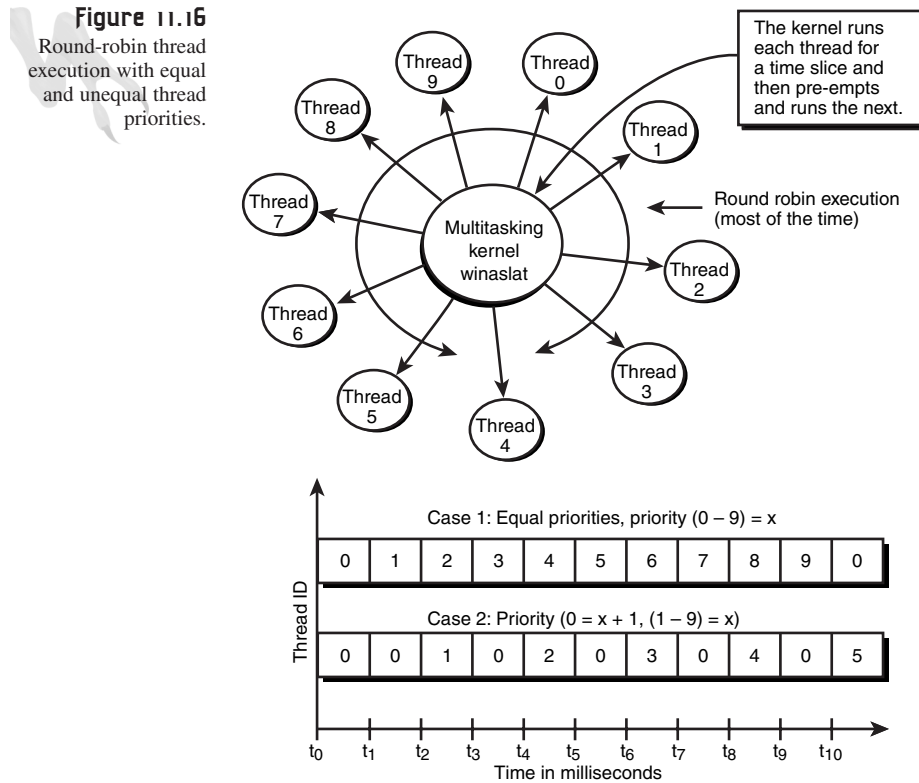 Figure 11.16
Round-robin thread
execution with equal
and unequal thread
priorities.
The kernel runs
each thread for
a time slice and
then pre-empts
and runs the next.
Thread
9
Thread
0
Thread
8
Thread
1
Thread
7
Multitasking
kernel
winaslat
Round robin execution
(most of the time)
Thread
2
Thread
6
Thread
3
Thread
5
Thread
4
Case 1: Equal priorities, priority (0 – 9) = x
0 1 2 3 4 5 6 7 8 9 0
Case 2: Priority (0 = x + 1, (1 – 9) = x)
0 0 1 0 2 0 3 0 4 0 5
Thread ID
t0 t1 t2 t3 t4 t5 t6 t7 t8 t9 t10
Time in milliseconds